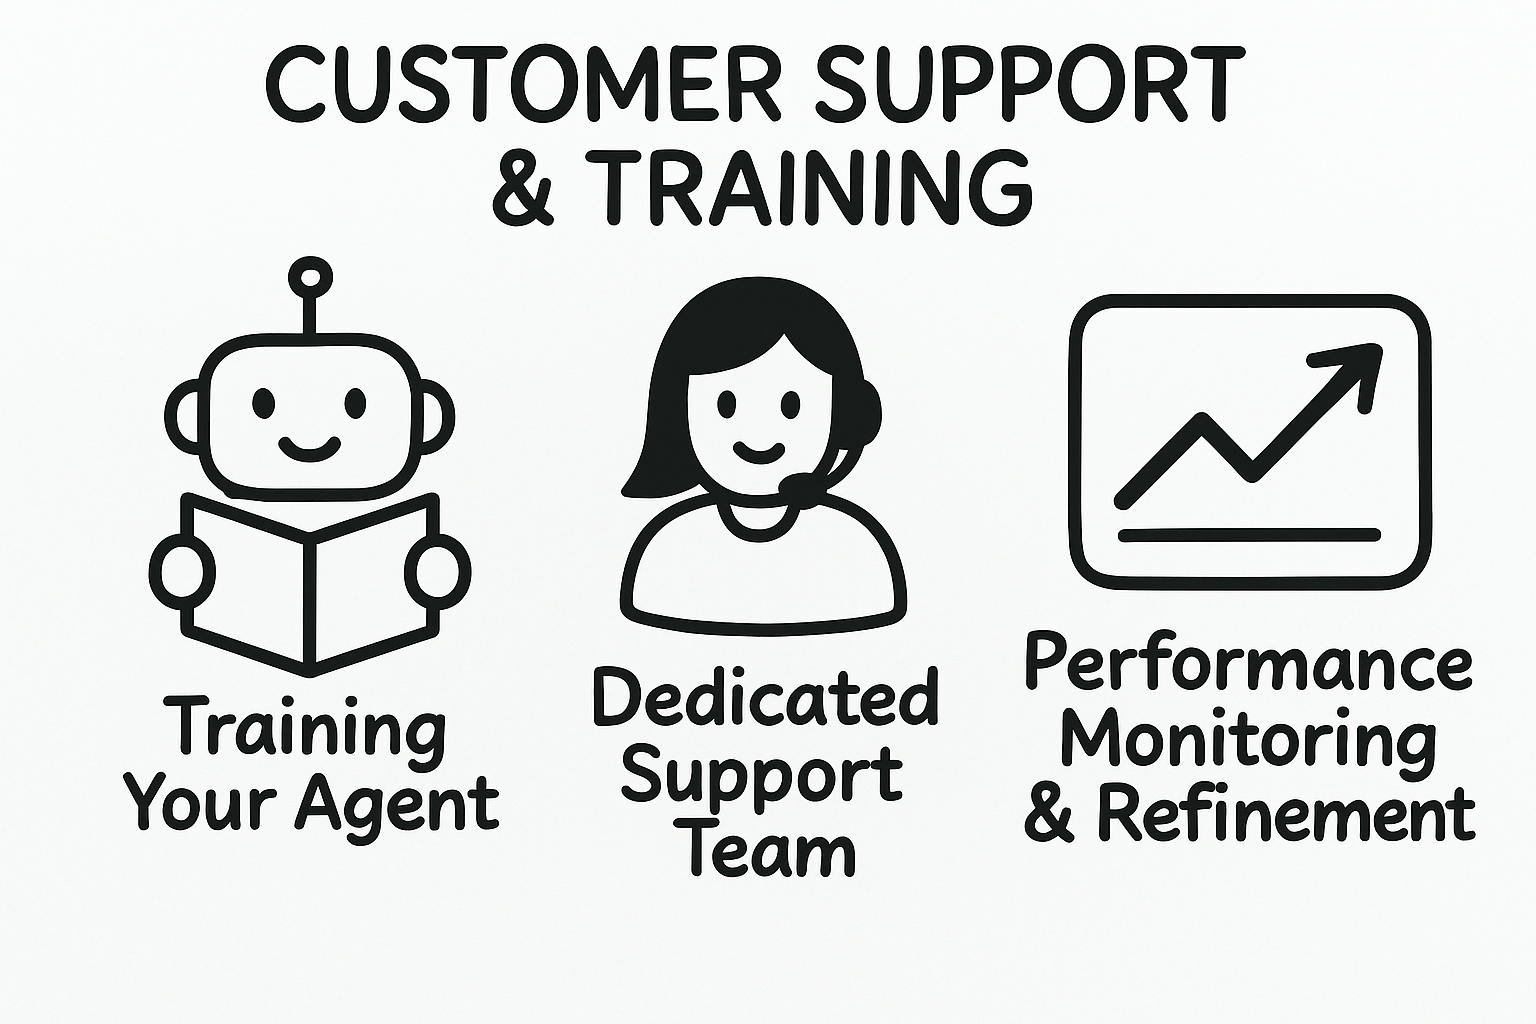 CUSTOMER SUPPORT
& TRAINING
Training
Your Agent
Dedicated
Support
Team
Performance
Monitoring
& Refinement